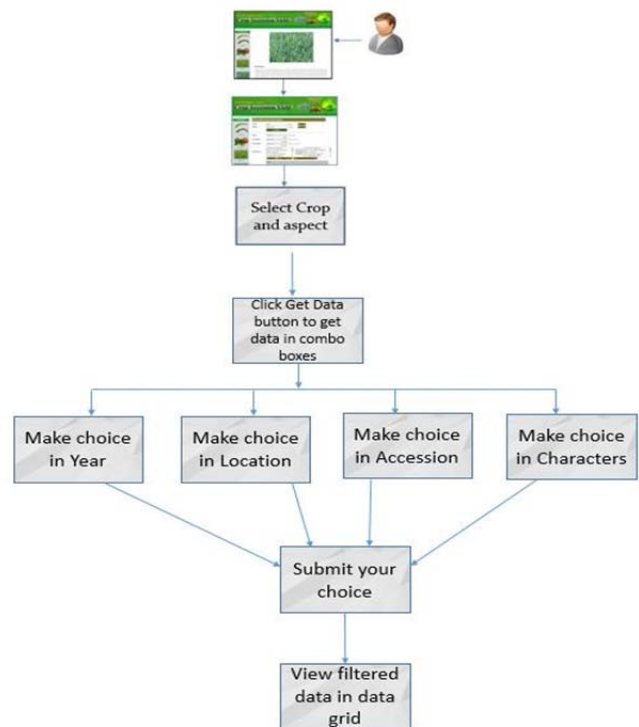 Select Crop
and aspect
Click Get Data
button to get
data in combo
boxes
Make choice
in Year
Make choice
in Location
Make choice
in Accession
Make choice
in Characters
Submit your
choice
View filtered
data in data
grid